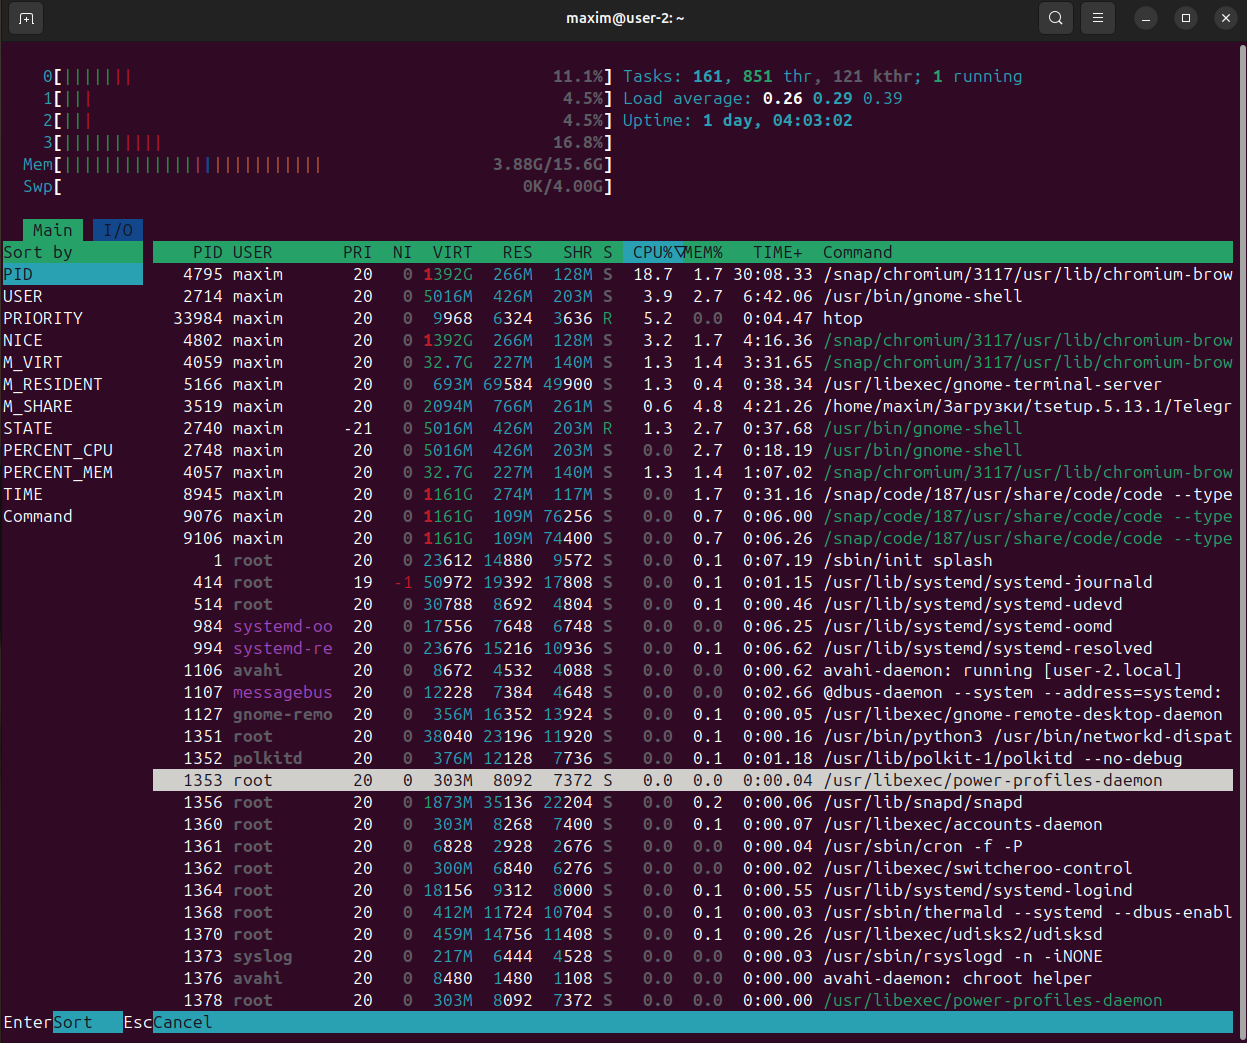 maxim@user-2: ~
0[|||||||   11.1%] Tasks: 161, 851 thr, 121 kthr; 1 running
1[|||   4.5%] Load average: 0.26 0.29 0.39
2[|||   4.5%] Uptime: 1 day, 04:03:02
3[||||||||||   16.8%]
Mem[||||||||||||||||||||||||||   3.88G/15.6G]
Swp[   0K/4.00G]
Main I/O
Sort by PID USER PRI NI VIRT RES SHR S CPU%▽MEM% TIME+ Command
PID 4795 maxim 20 0 1392G 266M 128M S 18.7 1.7 30:08.33 /snap/chromium/3117/usr/lib/chromium-brow
USER 2714 maxim 20 0 5016M 426M 203M S 3.9 2.7 6:42.06 /usr/bin/gnome-shell
PRIORITY 33984 maxim 20 0 9968 6324 3636 R 5.2 0.0 0:04.47 htop
NICE 4802 maxim 20 0 1392G 266M 128M S 3.2 1.7 4:16.36 /snap/chromium/3117/usr/lib/chromium-brow
M_VIRT 4059 maxim 20 0 32.7G 227M 140M S 1.3 1.4 3:31.65 /snap/chromium/3117/usr/lib/chromium-brow
M_RESIDENT 5166 maxim 20 0 693M 69584 49900 S 1.3 0.4 0:38.34 /usr/libexec/gnome-terminal-server
M_SHARE 3519 maxim 20 0 2094M 766M 261M S 0.6 4.8 4:21.26 /home/maxim/Загрузки/tsetup.5.13.1/Telegr
STATE 2740 maxim -21 0 5016M 426M 203M R 1.3 2.7 0:37.68 /usr/bin/gnome-shell
PERCENT_CPU 2748 maxim 20 0 5016M 426M 203M S 0.0 2.7 0:18.19 /usr/bin/gnome-shell
PERCENT_MEM 4057 maxim 20 0 32.7G 227M 140M S 1.3 1.4 1:07.02 /snap/chromium/3117/usr/lib/chromium-brow
TIME 8945 maxim 20 0 1161G 274M 117M S 0.0 1.7 0:31.16 /snap/code/187/usr/share/code/code --type
Command 9076 maxim 20 0 1161G 109M 76256 S 0.0 0.7 0:06.00 /snap/code/187/usr/share/code/code --type
9106 maxim 20 0 1161G 109M 74400 S 0.0 0.7 0:06.26 /snap/code/187/usr/share/code/code --type
1 root 20 0 23612 14880 9572 S 0.0 0.1 0:07.19 /sbin/init splash
414 root 19 -1 50972 19392 17808 S 0.0 0.1 0:01.15 /usr/lib/systemd/systemd-journald
514 root 20 0 30788 8692 4804 S 0.0 0.1 0:00.46 /usr/lib/systemd/systemd-udevd
984 systemd-oo 20 0 17556 7648 6748 S 0.0 0.0 0:06.25 /usr/lib/systemd/systemd-oomd
994 systemd-re 20 0 23676 15216 10936 S 0.0 0.1 0:06.62 /usr/lib/systemd/systemd-resolved
1106 avahi 20 0 8672 4532 4088 S 0.0 0.0 0:00.62 avahi-daemon: running [user-2.local]
1107 messagebus 20 0 12228 7384 4648 S 0.0 0.0 0:02.66 @dbus-daemon --system --address=systemd:
1127 gnome-remo 20 0 356M 16352 13924 S 0.0 0.1 0:00.05 /usr/libexec/gnome-remote-desktop-daemon
1351 root 20 0 38040 23196 11920 S 0.0 0.1 0:00.16 /usr/bin/python3 /usr/bin/networkd-dispat
1352 polkitd 20 0 376M 12128 7736 S 0.0 0.1 0:01.18 /usr/lib/polkit-1/polkitd --no-debug
1353 root 20 0 303M 8092 7372 S 0.0 0.0 0:00.04 /usr/libexec/power-profiles-daemon
1356 root 20 0 1873M 35136 22204 S 0.0 0.2 0:00.06 /usr/lib/snapd/snapd
1360 root 20 0 303M 8268 7400 S 0.0 0.1 0:00.07 /usr/libexec/accounts-daemon
1361 root 20 0 6828 2928 2676 S 0.0 0.0 0:00.04 /usr/sbin/cron -f -P
1362 root 20 0 300M 6840 6276 S 0.0 0.0 0:00.02 /usr/libexec/switcheroo-control
1364 root 20 0 18156 9312 8000 S 0.0 0.1 0:00.55 /usr/lib/systemd/systemd-logind
1368 root 20 0 412M 11724 10704 S 0.0 0.1 0:00.03 /usr/sbin/thermald --systemd --dbus-enabl
1370 root 20 0 459M 14756 11408 S 0.0 0.1 0:00.26 /usr/libexec/udisks2/udisksd
1373 syslog 20 0 217M 6444 4528 S 0.0 0.0 0:00.03 /usr/sbin/rsyslogd -n -iNONE
1376 avahi 20 0 8480 1480 1108 S 0.0 0.0 0:00.00 avahi-daemon: chroot helper
1378 root 20 0 303M 8092 7372 S 0.0 0.0 0:00.00 /usr/libexec/power-profiles-daemon
EnterSort EscCancel